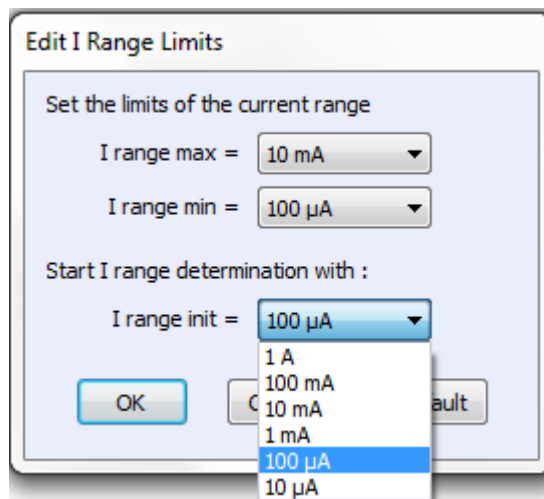 Edit I Range Limits
Set the limits of the current range
I range max = 10 mA
I range min = 100 µA
Start I range determination with :
I range init = 100 µA
1 A
100 mA
10 mA
1 mA
100 µA
10 µA
OK